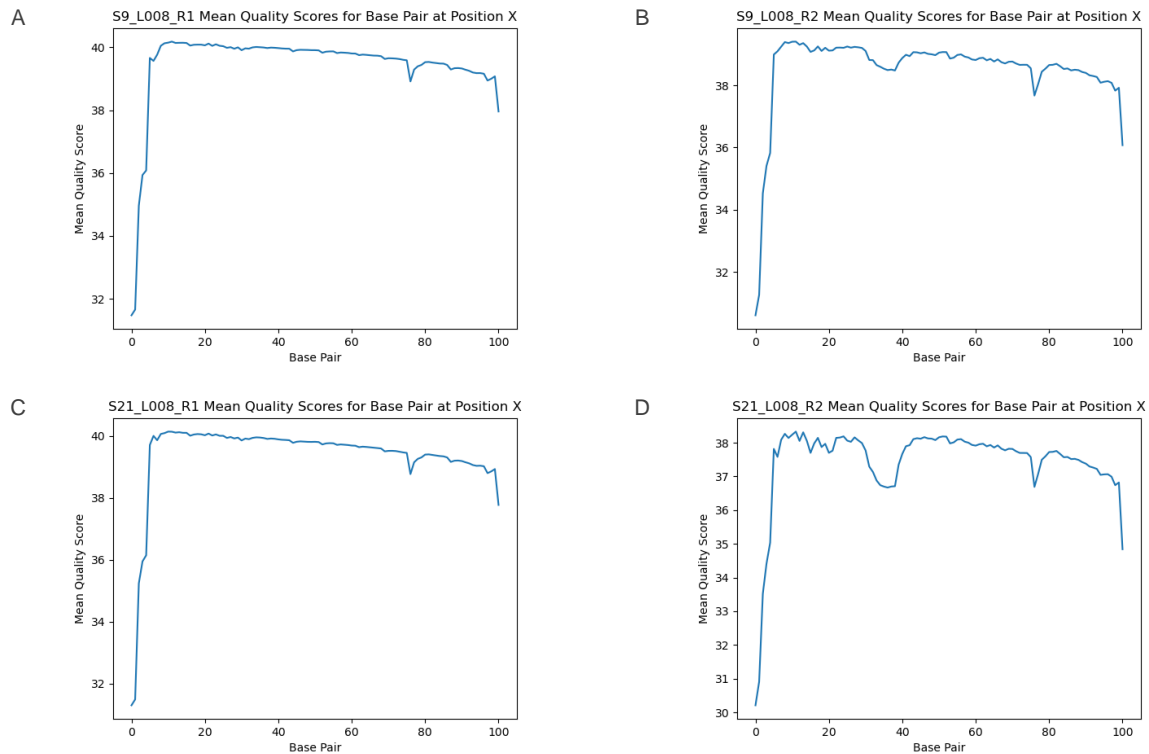 A
S9_L008_R1 Mean Quality Scores for Base Pair at Position X
Mean Quality Score
40
38
36
34
32
0 20 40 60 80 100
Base Pair
B
S9_L008_R2 Mean Quality Scores for Base Pair at Position X
Mean Quality Score
38
36
34
32
0 20 40 60 80 100
Base Pair
C
S21_L008_R1 Mean Quality Scores for Base Pair at Position X
Mean Quality Score
40
38
36
34
32
0 20 40 60 80 100
Base Pair
D
S21_L008_R2 Mean Quality Scores for Base Pair at Position X
Mean Quality Score
38
37
36
35
34
33
32
31
30
0 20 40 60 80 100
Base Pair